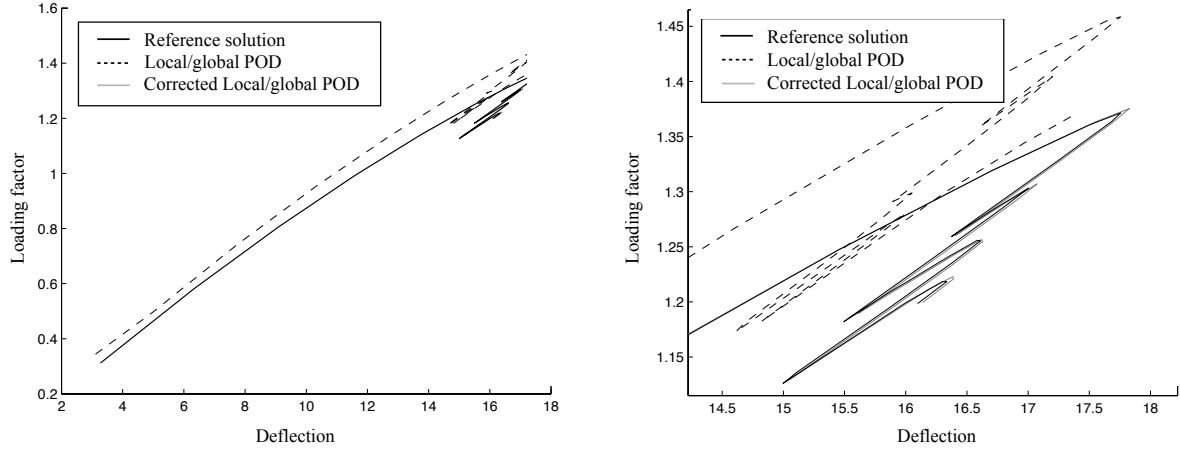 1.6
1.4
1.2
1
0.8
0.6
0.4
0.2
Loading factor
Reference solution
Local/global POD
Corrected Local/global POD
2 4 6 8 10 12 14 16 18
Deflection
1.45
1.4
1.35
1.3
1.25
1.2
1.15
Loading factor
Reference solution
Local/global POD
Corrected Local/global POD
14.5 15 15.5 16 16.5 17 17.5 18
Deflection